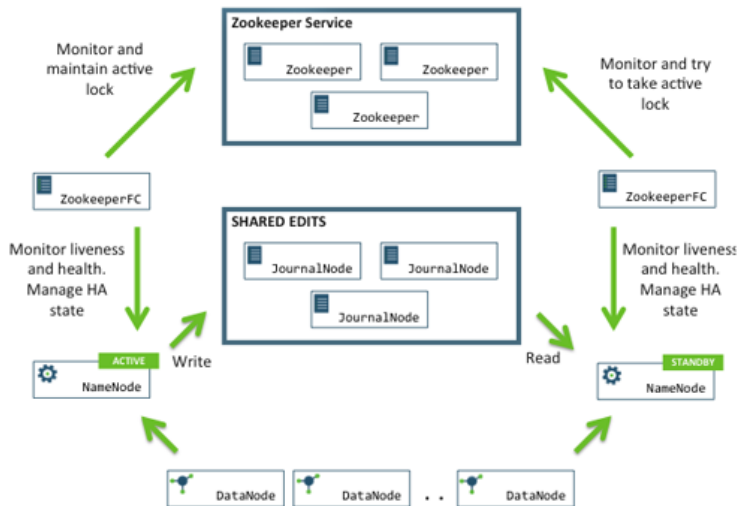 Zookeeper Service
Zookeeper
Zookeeper
Zookeeper
Monitor and
maintain active
lock
Monitor and try
to take active
lock
ZookeeperFC
ZookeeperFC
SHARED EDITS
JournalNode
JournalNode
JournalNode
Monitor liveness
and health.
Manage HA
state
Monitor liveness
and health.
Manage HA
state
Write
Read
ACTIVE
NameNode
STANDBY
NameNode
DataNode
DataNode
. .
DataNode